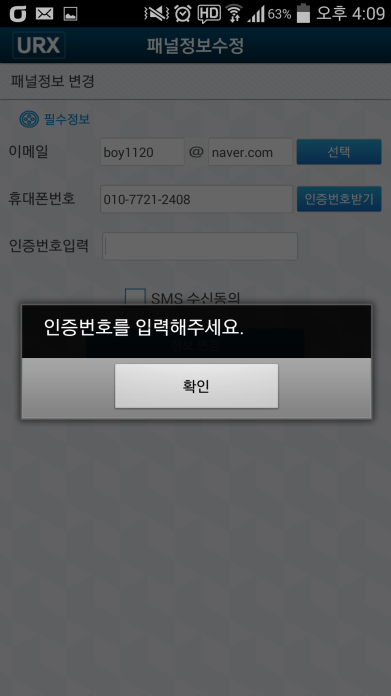 HD 63% 오후 4:09
URX 패널정보수정
패널정보 변경
필수정보
이메일 boy1120 @ naver.com 선택
휴대폰번호 010-7721-2408 인증번호받기
인증번호입력
SMS 수신동의
인증번호를 입력해주세요.
확인